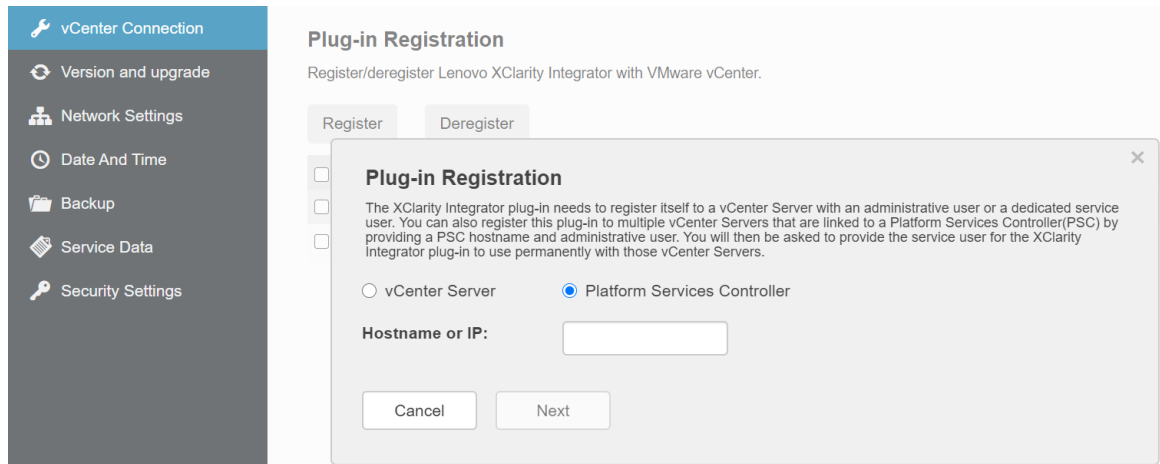 vCenter Connection
Version and upgrade
Network Settings
Date And Time
Backup
Service Data
Security Settings
Plug-in Registration
Register/deregister Lenovo XClarity Integrator with VMware vCenter.
Register Deregister
Plug-in Registration
The XClarity Integrator plug-in needs to register itself to a vCenter Server with an administrative user or a dedicated service
user. You can also register this plug-in to multiple vCenter Servers that are linked to a Platform Services Controller(PSC) by
providing a PSC hostname and administrative user. You will then be asked to provide the service user for the XClarity
Integrator plug-in to use permanently with those vCenter Servers.
vCenter Server Platform Services Controller
Hostname or IP:
Cancel Next